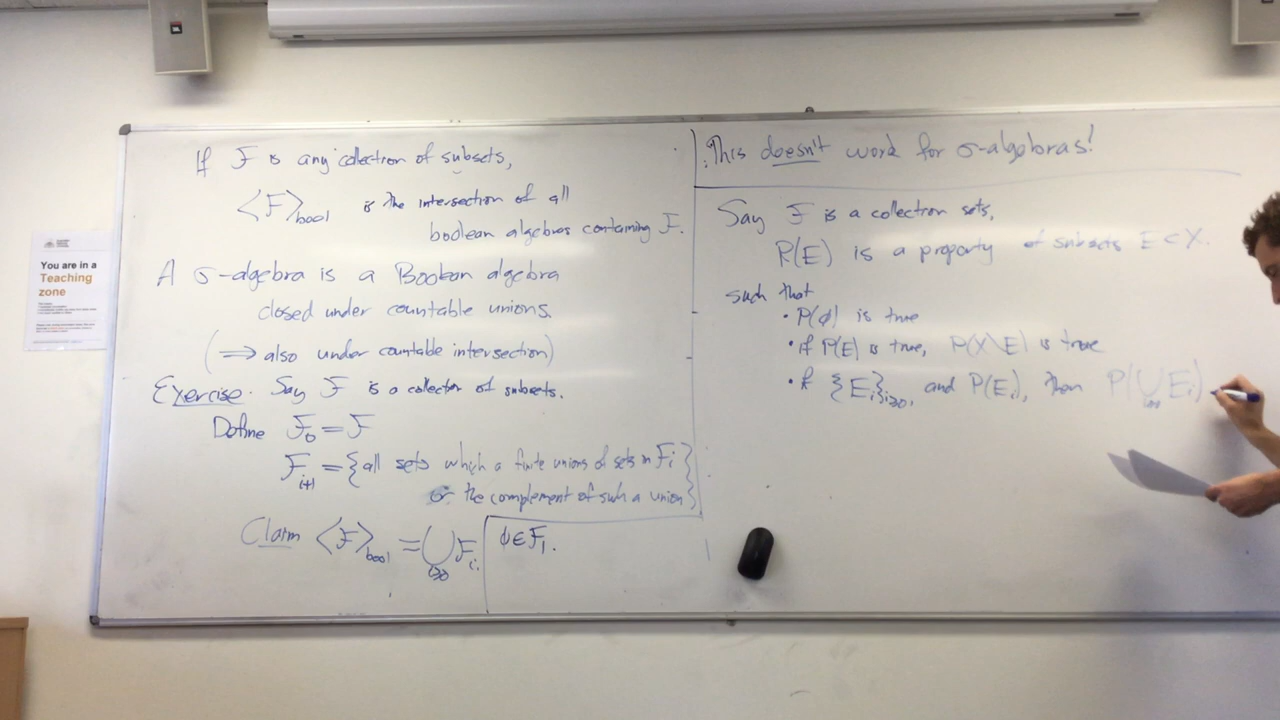 You are in a
Teaching
zone
If F is any collection of subsets,
⟨F⟩bool is the intersection of all
boolean algebras containing F.
A σ-algebra is a Boolean algebra
closed under countable unions.
(⟹ also under countable intersection)
Exercise. Say F is a collection of subsets.
Define F₀ = F
Fᵢ₊₁ = {all sets which a finite unions of sets in Fᵢ
or the complement of such a union}
Claim ⟨F⟩bool = ⋃ᵢ≥₀ Fᵢ.
ϕ ∈ F₁.
This doesn't work for σ-algebras!
Say F is a collection sets,
P(E) is a property of subsets E ⊂ X.
such that
• P(ϕ) is true
• if P(E) is true, P(X\E) is true
• if {Eᵢ}ᵢ≥₀, and P(Eᵢ), then P(⋃Eᵢ)